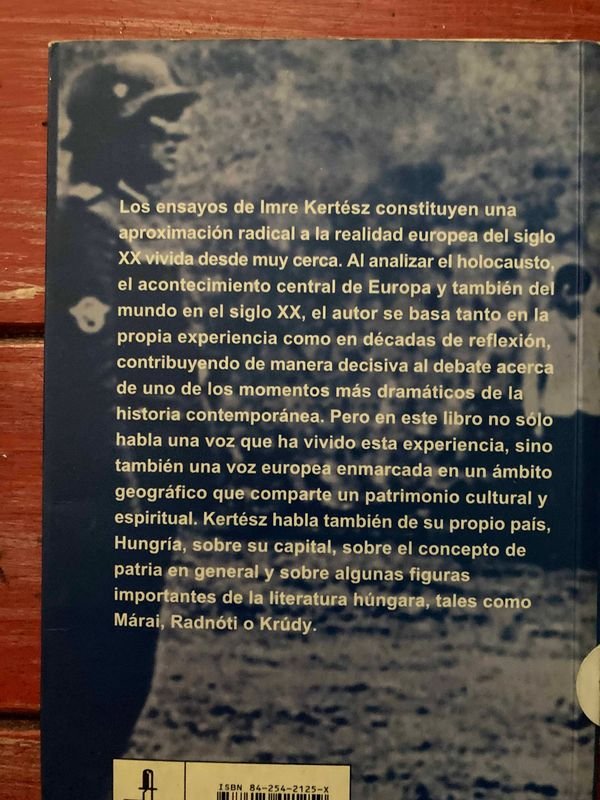 Los ensayos de Imre Kertész constituyen una
aproximación radical a la realidad europea del siglo
XX vivida desde muy cerca. Al analizar el holocausto,
el acontecimiento central de Europa y también del
mundo en el siglo XX, el autor se basa tanto en la
propia experiencia como en décadas de reflexión,
contribuyendo de manera decisiva al debate acerca
de uno de los momentos más dramáticos de la
historia contemporánea. Pero en este libro no sólo
habla una voz que ha vivido esta experiencia, sino
también una voz europea enmarcada en un ámbito
geográfico que comparte un patrimonio cultural y
espiritual. Kertész habla también de su propio país,
Hungría, sobre su capital, sobre el concepto de
patria en general y sobre algunas figuras
importantes de la literatura húngara, tales como
Márai, Radnóti o Krúdy.
ISBN 84-254-2125-X